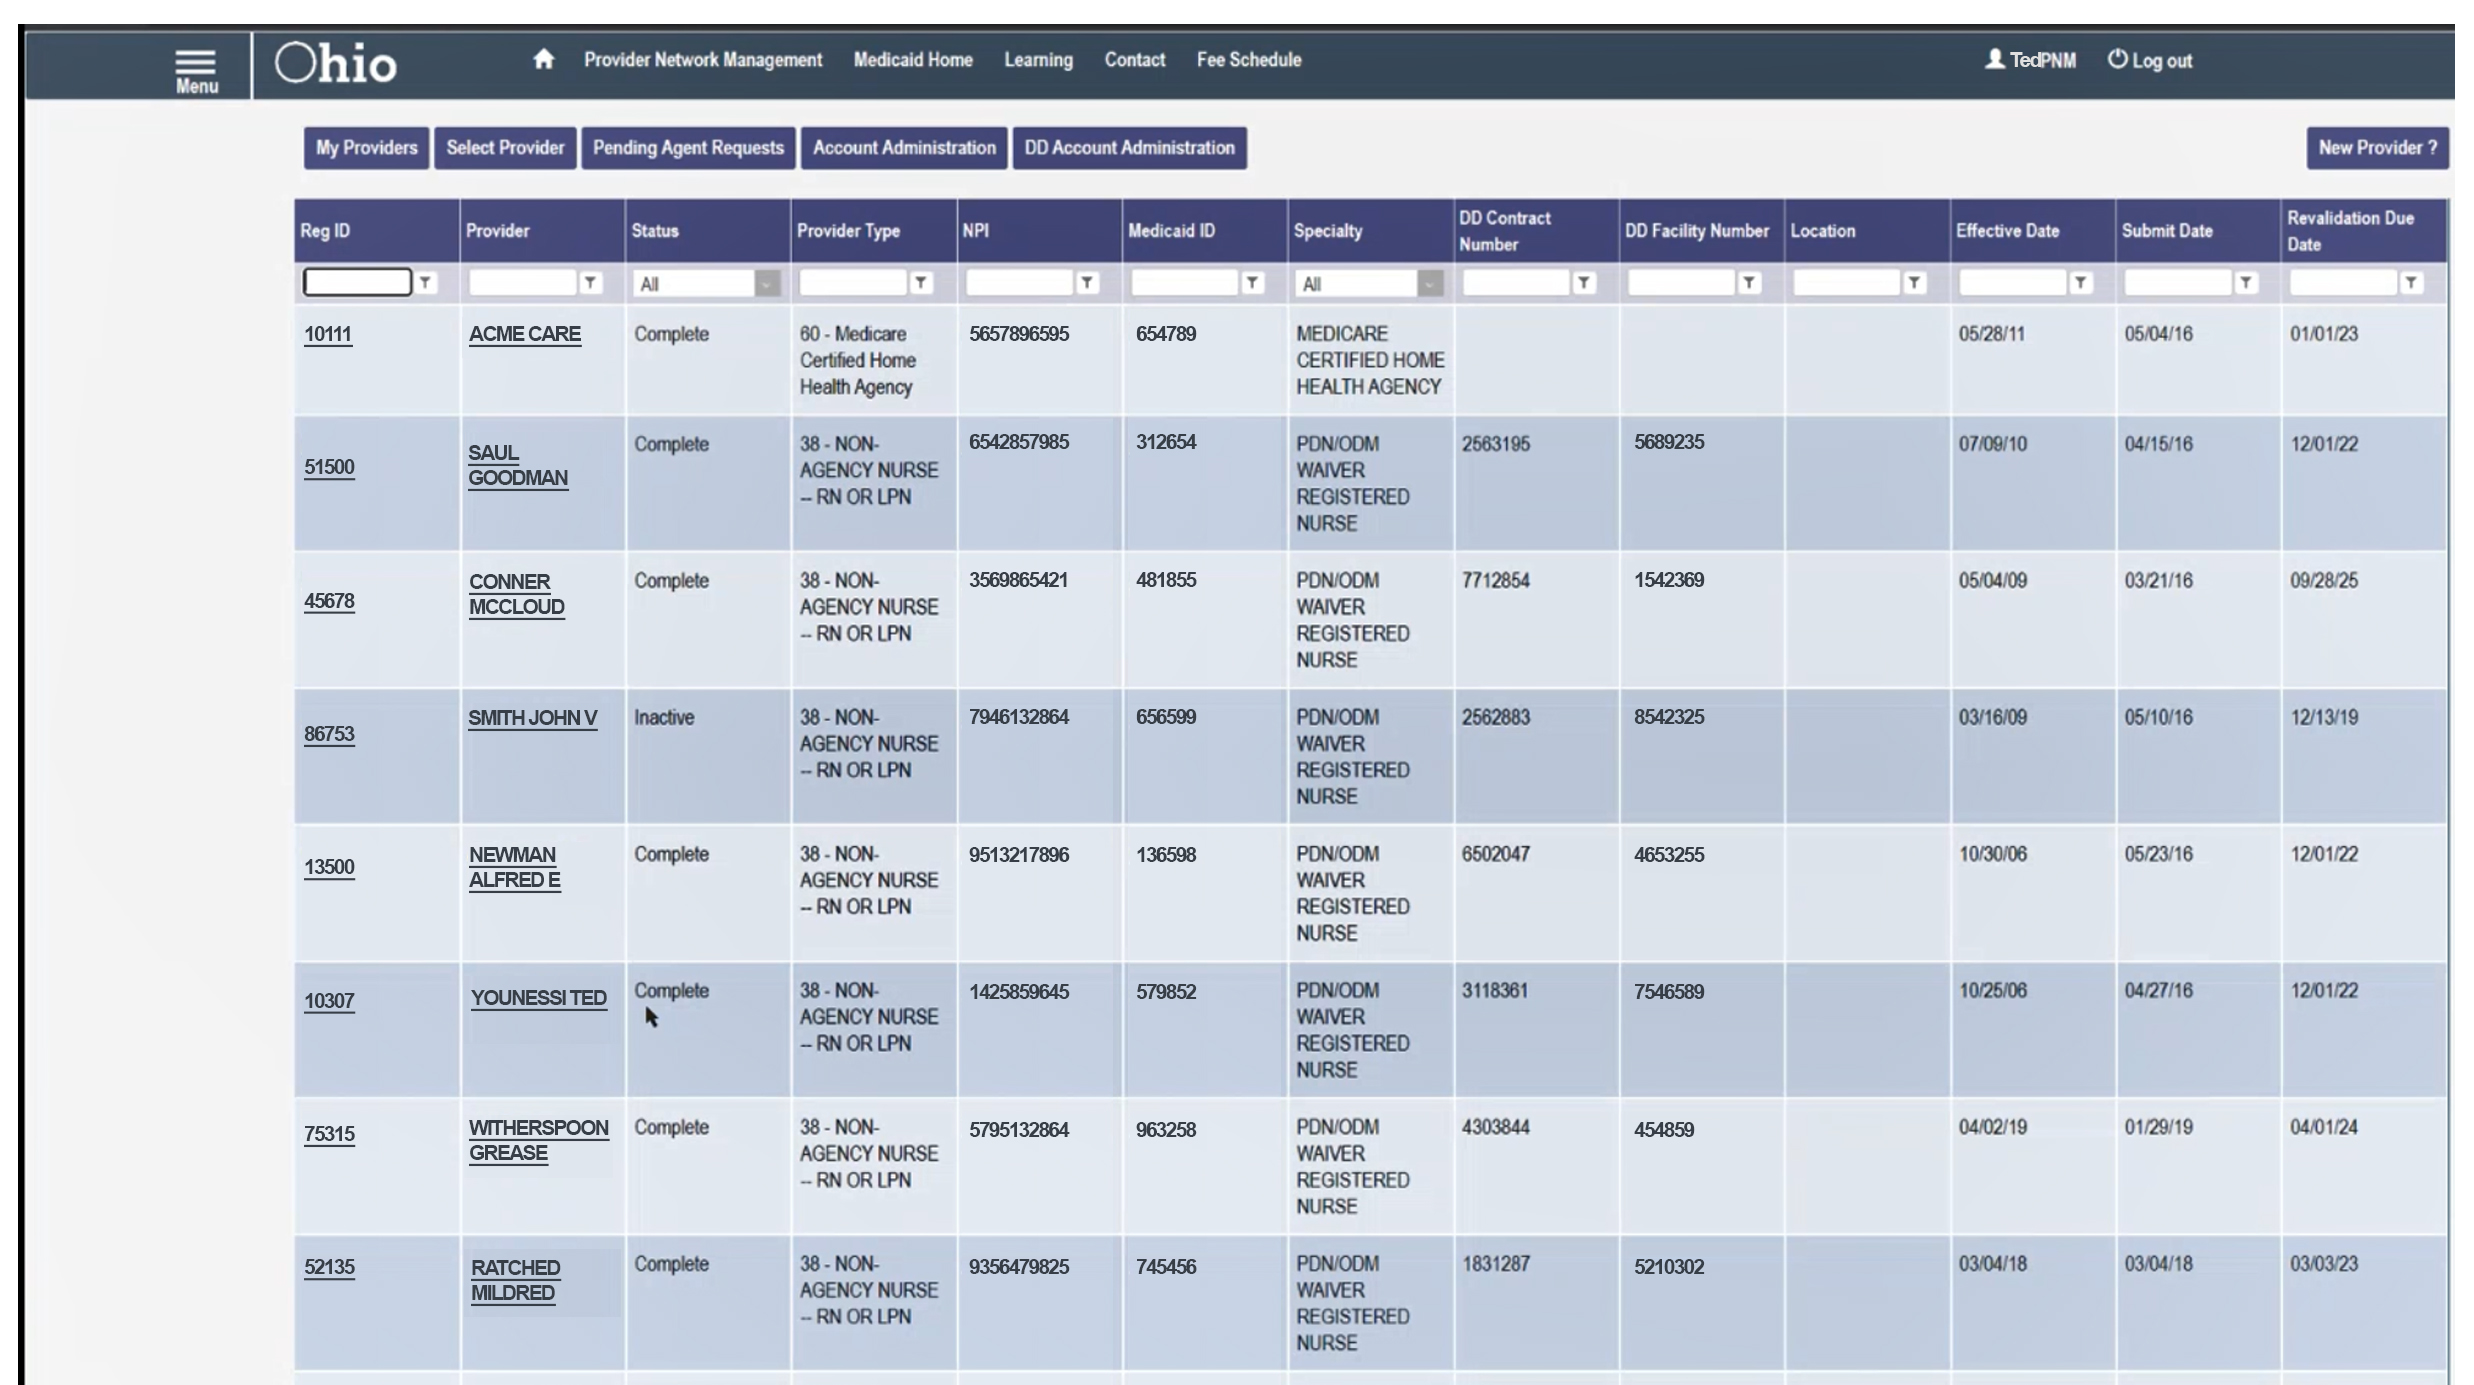 Menu
Ohio
Provider Network Management Medicaid Home Learning Contact Fee Schedule
TedPNM Log out
My Providers Select Provider Pending Agent Requests Account Administration DD Account Administration New Provider ?
Reg ID Provider Status Provider Type NPI Medicaid ID Specialty DD Contract Number DD Facility Number Location Effective Date Submit Date Revalidation Due Date
All All
10111 ACME CARE Complete 60 - Medicare 5657896595 654789 MEDICARE 05/28/11 05/04/16 01/01/23
Certified Home CERTIFIED HOME
Health Agency HEALTH AGENCY
51500 SAUL Complete 38 - NON- 6542857985 312654 PDN/ODM 2563195 5689235 07/09/10 04/15/16 12/01/22
GOODMAN AGENCY NURSE WAIVER
-- RN OR LPN REGISTERED
NURSE
45678 CONNER Complete 38 - NON- 3569865421 481855 PDN/ODM 7712854 1542369 05/04/09 03/21/16 09/28/25
MCCLOUD AGENCY NURSE WAIVER
-- RN OR LPN REGISTERED
NURSE
86753 SMITH JOHN V Inactive 38 - NON- 7946132864 656599 PDN/ODM 2562883 8542325 03/16/09 05/10/16 12/13/19
AGENCY NURSE WAIVER
-- RN OR LPN REGISTERED
NURSE
13500 NEWMAN Complete 38 - NON- 9513217896 136598 PDN/ODM 6502047 4653255 10/30/06 05/23/16 12/01/22
ALFRED E AGENCY NURSE WAIVER
-- RN OR LPN REGISTERED
NURSE
10307 YOUNESSI TED Complete 38 - NON- 1425859645 579852 PDN/ODM 3118361 7546589 10/25/06 04/27/16 12/01/22
AGENCY NURSE WAIVER
-- RN OR LPN REGISTERED
NURSE
75315 WITHERSPOON Complete 38 - NON- 5795132864 963258 PDN/ODM 4303844 454859 04/02/19 01/29/19 04/01/24
GREASE AGENCY NURSE WAIVER
-- RN OR LPN REGISTERED
NURSE
52135 RATCHED Complete 38 - NON- 9356479825 745456 PDN/ODM 1831287 5210302 03/04/18 03/04/18 03/03/23
MILDRED AGENCY NURSE WAIVER
-- RN OR LPN REGISTERED
NURSE